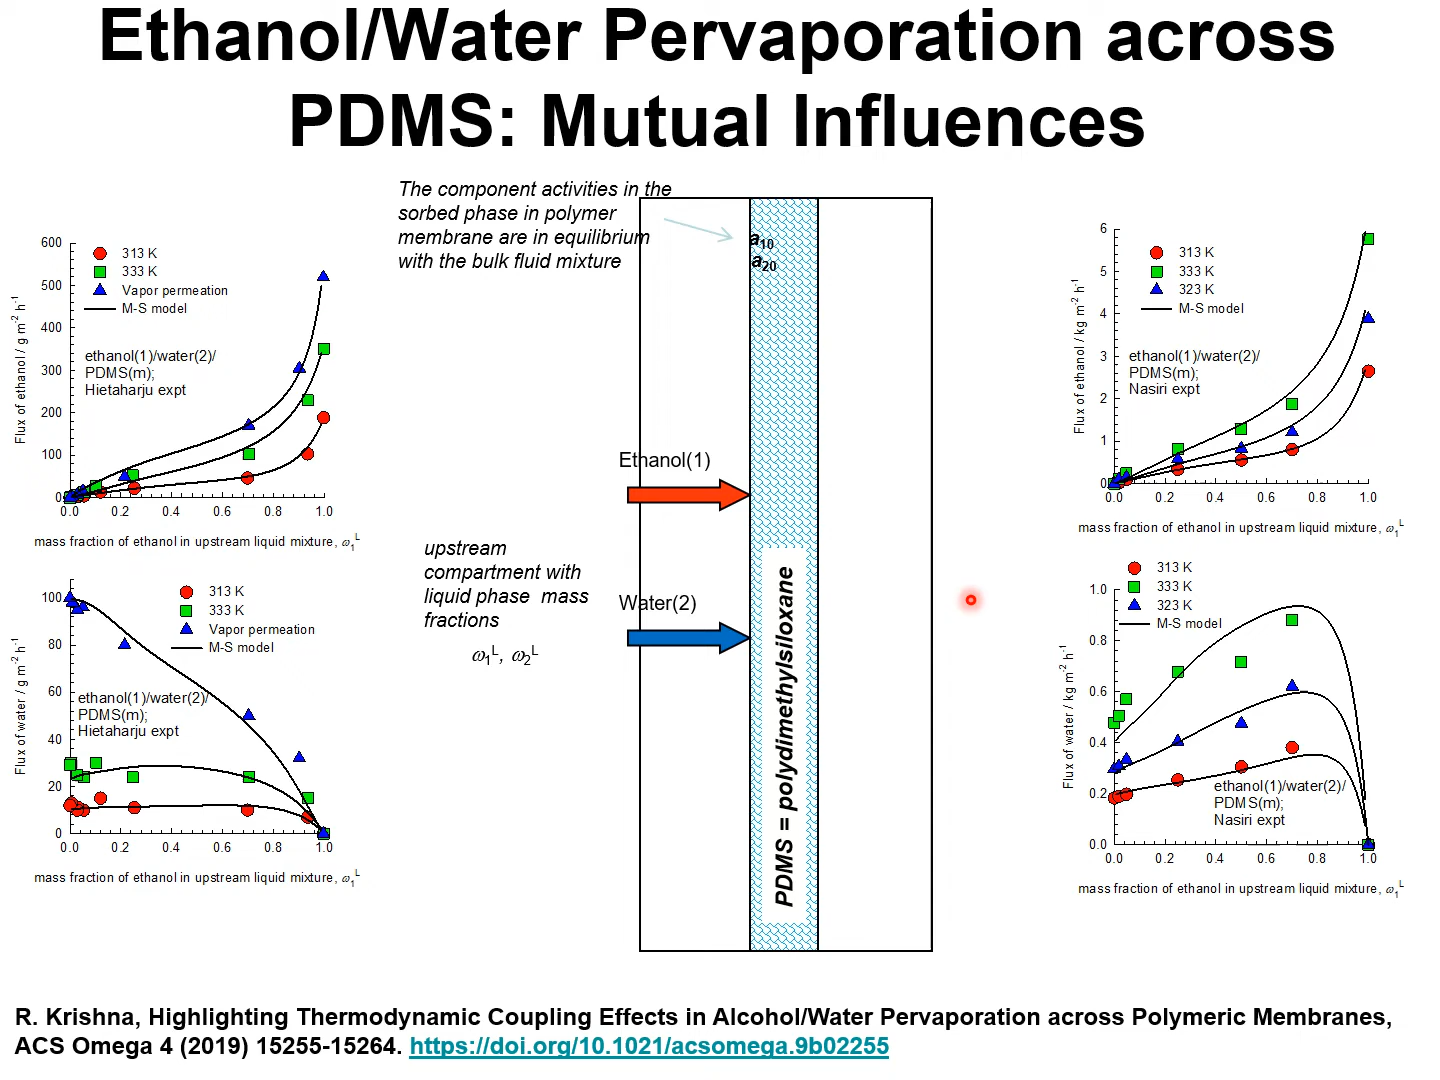 Ethanol/Water Pervaporation across
PDMS: Mutual Influences
The component activities in the
sorbed phase in polymer
membrane are in equilibrium
with the bulk fluid mixture
a10
a20
600
500
400
300
200
100
0
0.0 0.2 0.4 0.6 0.8 1.0
Flux of ethanol / g m-2 h-1
313 K
333 K
Vapor permeation
M-S model
ethanol(1)/water(2)/
PDMS(m);
Hietaharju expt
mass fraction of ethanol in upstream liquid mixture, ω1L
100
80
60
40
20
0
0.0 0.2 0.4 0.6 0.8 1.0
Flux of water / g m-2 h-1
313 K
333 K
Vapor permeation
M-S model
ethanol(1)/water(2)/
PDMS(m);
Hietaharju expt
mass fraction of ethanol in upstream liquid mixture, ω1L
Ethanol(1)
upstream
compartment with
liquid phase mass
fractions
ω1L, ω2L
Water(2)
PDMS = polydimethylsiloxane
6
5
4
3
2
1
0
0.0 0.2 0.4 0.6 0.8 1.0
Flux of ethanol / kg m-2 h-1
313 K
333 K
323 K
M-S model
ethanol(1)/water(2)/
PDMS(m);
Nasiri expt
mass fraction of ethanol in upstream liquid mixture, ω1L
1.0
0.8
0.6
0.4
0.2
0.0
0.0 0.2 0.4 0.6 0.8 1.0
Flux of water / kg m-2 h-1
313 K
333 K
323 K
M-S model
ethanol(1)/water(2)/
PDMS(m);
Nasiri expt
mass fraction of ethanol in upstream liquid mixture, ω1L
R. Krishna, Highlighting Thermodynamic Coupling Effects in Alcohol/Water Pervaporation across Polymeric Membranes,
ACS Omega 4 (2019) 15255-15264. https://doi.org/10.1021/acsomega.9b02255